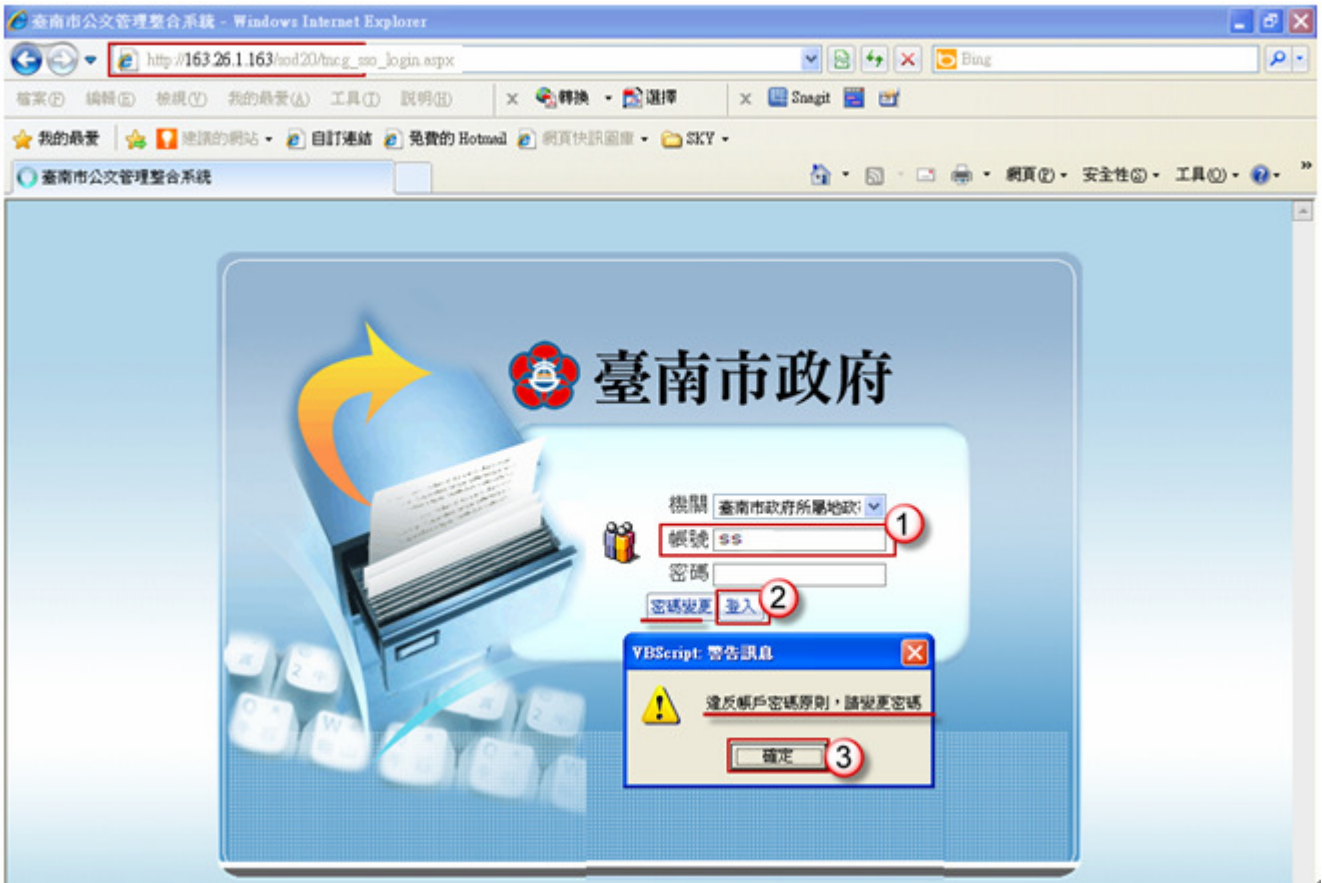 臺南市公文管理整合系統 - Windows Internet Explorer
http://163.26.1.163/sod20/tncg_sso_login.aspx
Bing
檔案(F) 編輯(E) 檢視(V) 我的最愛(A) 工具(T) 說明(H) x 轉換 選擇 x Snagit
我的最愛 建議的網站 自訂連結 免費的 Hotmail 網頁快訊圖庫 SKY
臺南市公文管理整合系統
網頁(P) 安全性(S) 工具(O) »
臺南市政府
機關 臺南市政府所屬地政
1
帳號 ss
密碼
密碼變更 登入 2
VBScript: 警告訊息
違反帳戶密碼原則，請變更密碼
確定 3